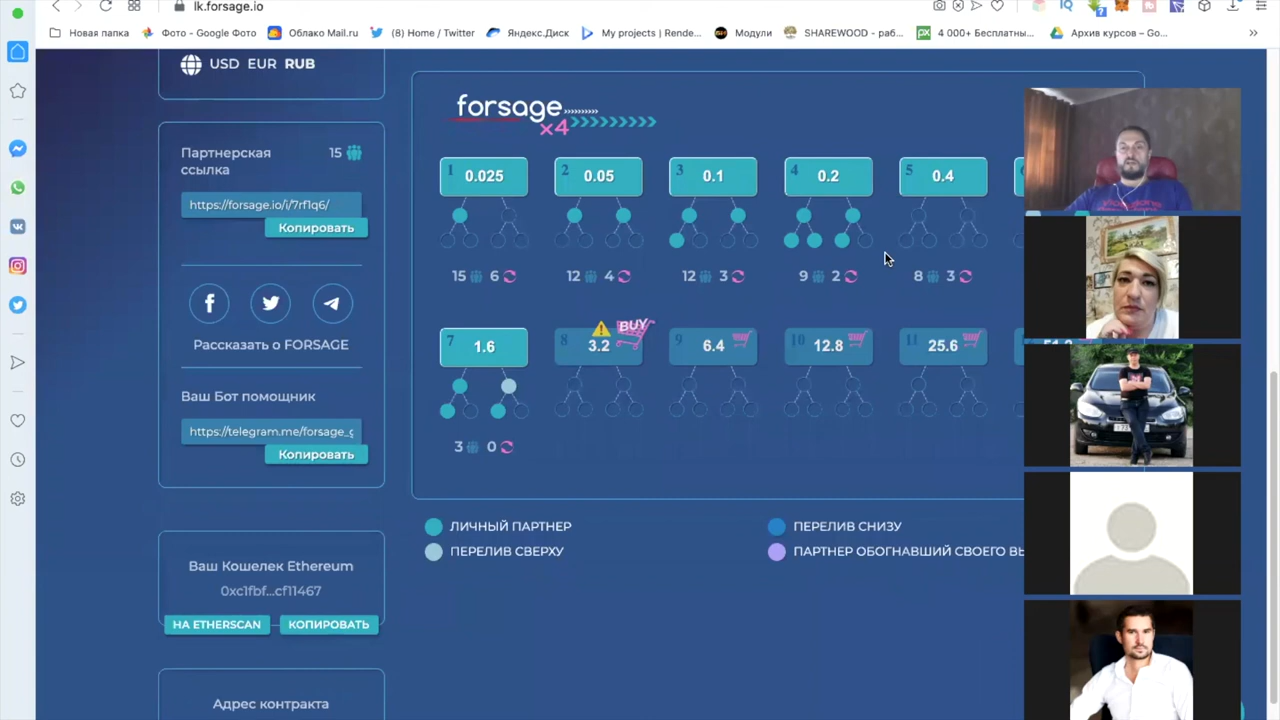 lk.forsage.io
Новая папка
Фото - Google Фото
Облако Mail.ru
(8) Home / Twitter
Яндекс.Диск
My projects | Rende...
Модули
SHAREWOOD - раб...
4 000+ Бесплатны...
Архив курсов – Go...
USD EUR RUB
Партнерская
ссылка
15
https://forsage.io/i/7rf1q6/
Копировать
Рассказать о FORSAGE
Ваш Бот помощник
https://telegram.me/forsage_g
Копировать
Ваш Кошелек Ethereum
0xc1fbf...cf11467
НА ETHERSCAN
КОПИРОВАТЬ
Адрес контракта
forsage
x4
1 0.025
2 0.05
3 0.1
4 0.2
5 0.4
15 6
12 4
12 3
9 2
8 3
7 1.6
8 3.2
BUY
9 6.4
10 12.8
11 25.6
3 0
ЛИЧНЫЙ ПАРТНЕР
ПЕРЕЛИВ СНИЗУ
ПЕРЕЛИВ СВЕРХУ
ПАРТНЕР ОБОГНАВШИЙ СВОЕГО ВЫ